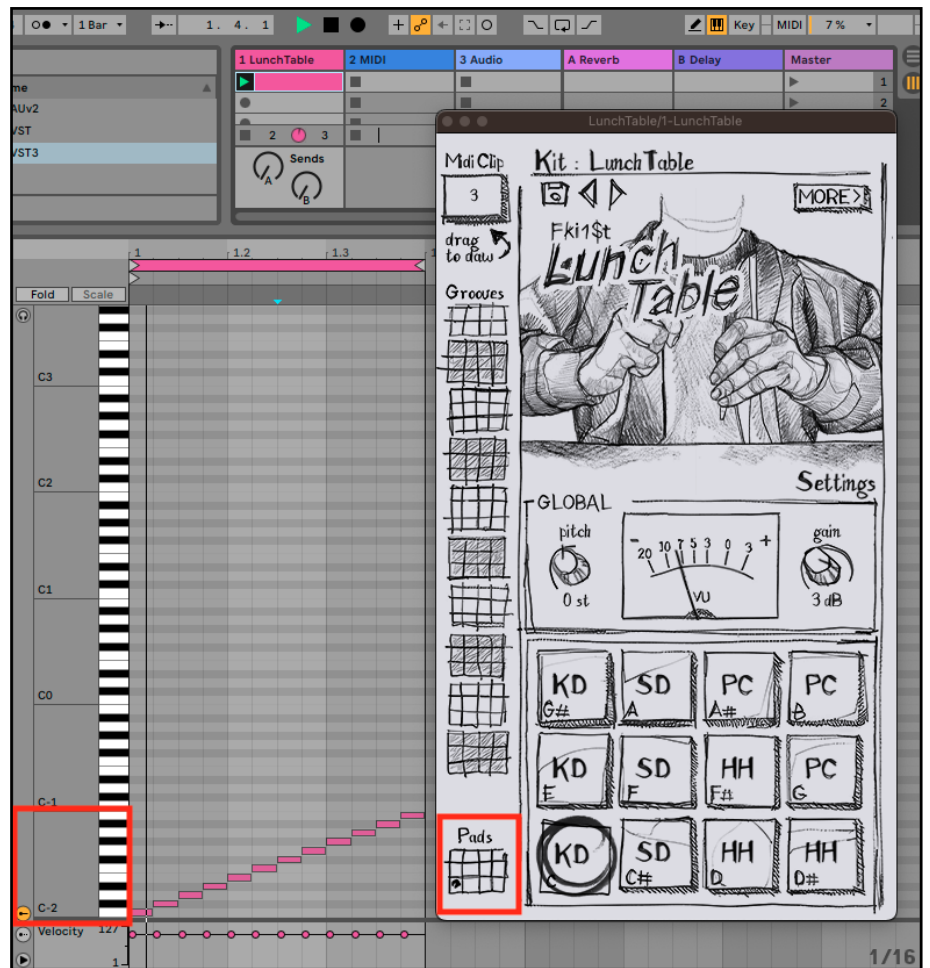 1 Bar
1. 4. 1
Key
MIDI
7 %
1 LunchTable
2 MIDI
3 Audio
A Reverb
B Delay
Master
me
AUv2
VST
VST3
1
2
2
3
Sends
A
B
LunchTable/1-LunchTable
Midi Clip
3
drag
to daw
Grooves
Pads
Kit : Lunch Table
MORE>
Fki1$t
Lunch
Table
Settings
GLOBAL
pitch
0 st
- 20 10 7 5 3 0 3 +
VU
gain
3 dB
KD
G#
SD
A
PC
A#
PC
B
KD
E
SD
F
HH
F#
PC
G
KD
C
SD
C#
HH
D
HH
D#
1
1.2
1.3
Fold
Scale
C3
C2
C1
C0
C-1
C-2
Velocity
127
1
1/16